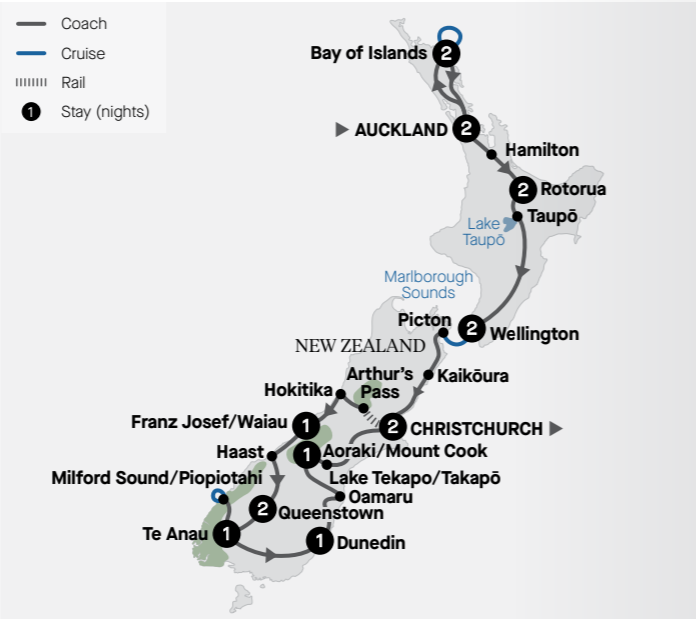 Coach
Cruise
Rail
1 Stay (nights)
Bay of Islands 2
AUCKLAND 2
Hamilton
2 Rotorua
Taupō
Lake
Taupō
Marlborough
Sounds
Picton
2 Wellington
NEW ZEALAND
Kaikōura
Arthur's
Pass
Hokitika
2 CHRISTCHURCH
Franz Josef/Waiau 1
1 Aoraki/Mount Cook
Haast
Lake Tekapo/Takapō
Milford Sound/Piopiotahi
Oamaru
2 Queenstown
Te Anau 1
1 Dunedin